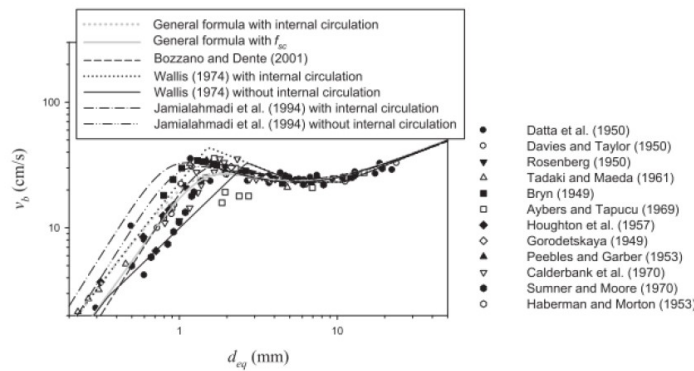 General formula with internal circulation
General formula with fsc
Bozzano and Dente (2001)
Wallis (1974) with internal circulation
Wallis (1974) without internal circulation
Jamialahmadi et al. (1994) with internal circulation
Jamialahmadi et al. (1994) without internal circulation
100
10
vb (cm/s)
1
10
deq (mm)
Datta et al. (1950)
Davies and Taylor (1950)
Rosenberg (1950)
Tadaki and Maeda (1961)
Bryn (1949)
Aybers and Tapucu (1969)
Houghton et al. (1957)
Gorodetskaya (1949)
Peebles and Garber (1953)
Calderbank et al. (1970)
Sumner and Moore (1970)
Haberman and Morton (1953)